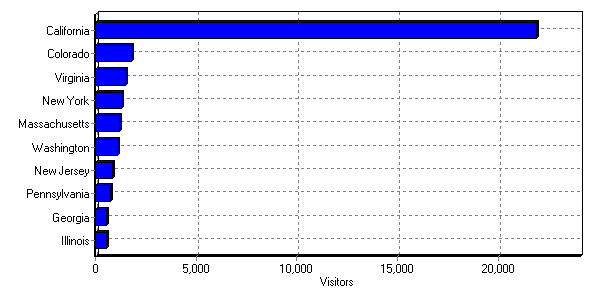 California
Colorado
Virginia
New York
Massachusetts
Washington
New Jersey
Pennsylvania
Georgia
Illinois
0 5,000 10,000 15,000 20,000
Visitors